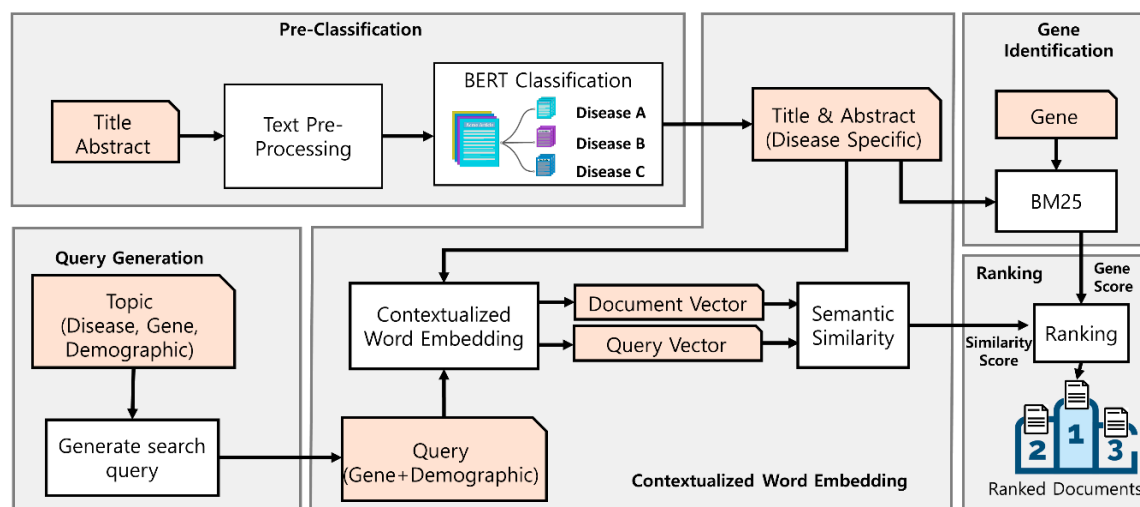 Pre-Classification
Title
Abstract
Text Pre-
Processing
BERT Classification
Disease A
Disease B
Disease C
Title & Abstract
(Disease Specific)
Gene
Identification
Gene
BM25
Query Generation
Topic
(Disease, Gene,
Demographic)
Generate search
query
Contextualized
Word Embedding
Document Vector
Query Vector
Semantic
Similarity
Query
(Gene+Demographic)
Contextualized Word Embedding
Ranking
Gene
Score
Similarity
Score
Ranking
1
2
3
Ranked Documents